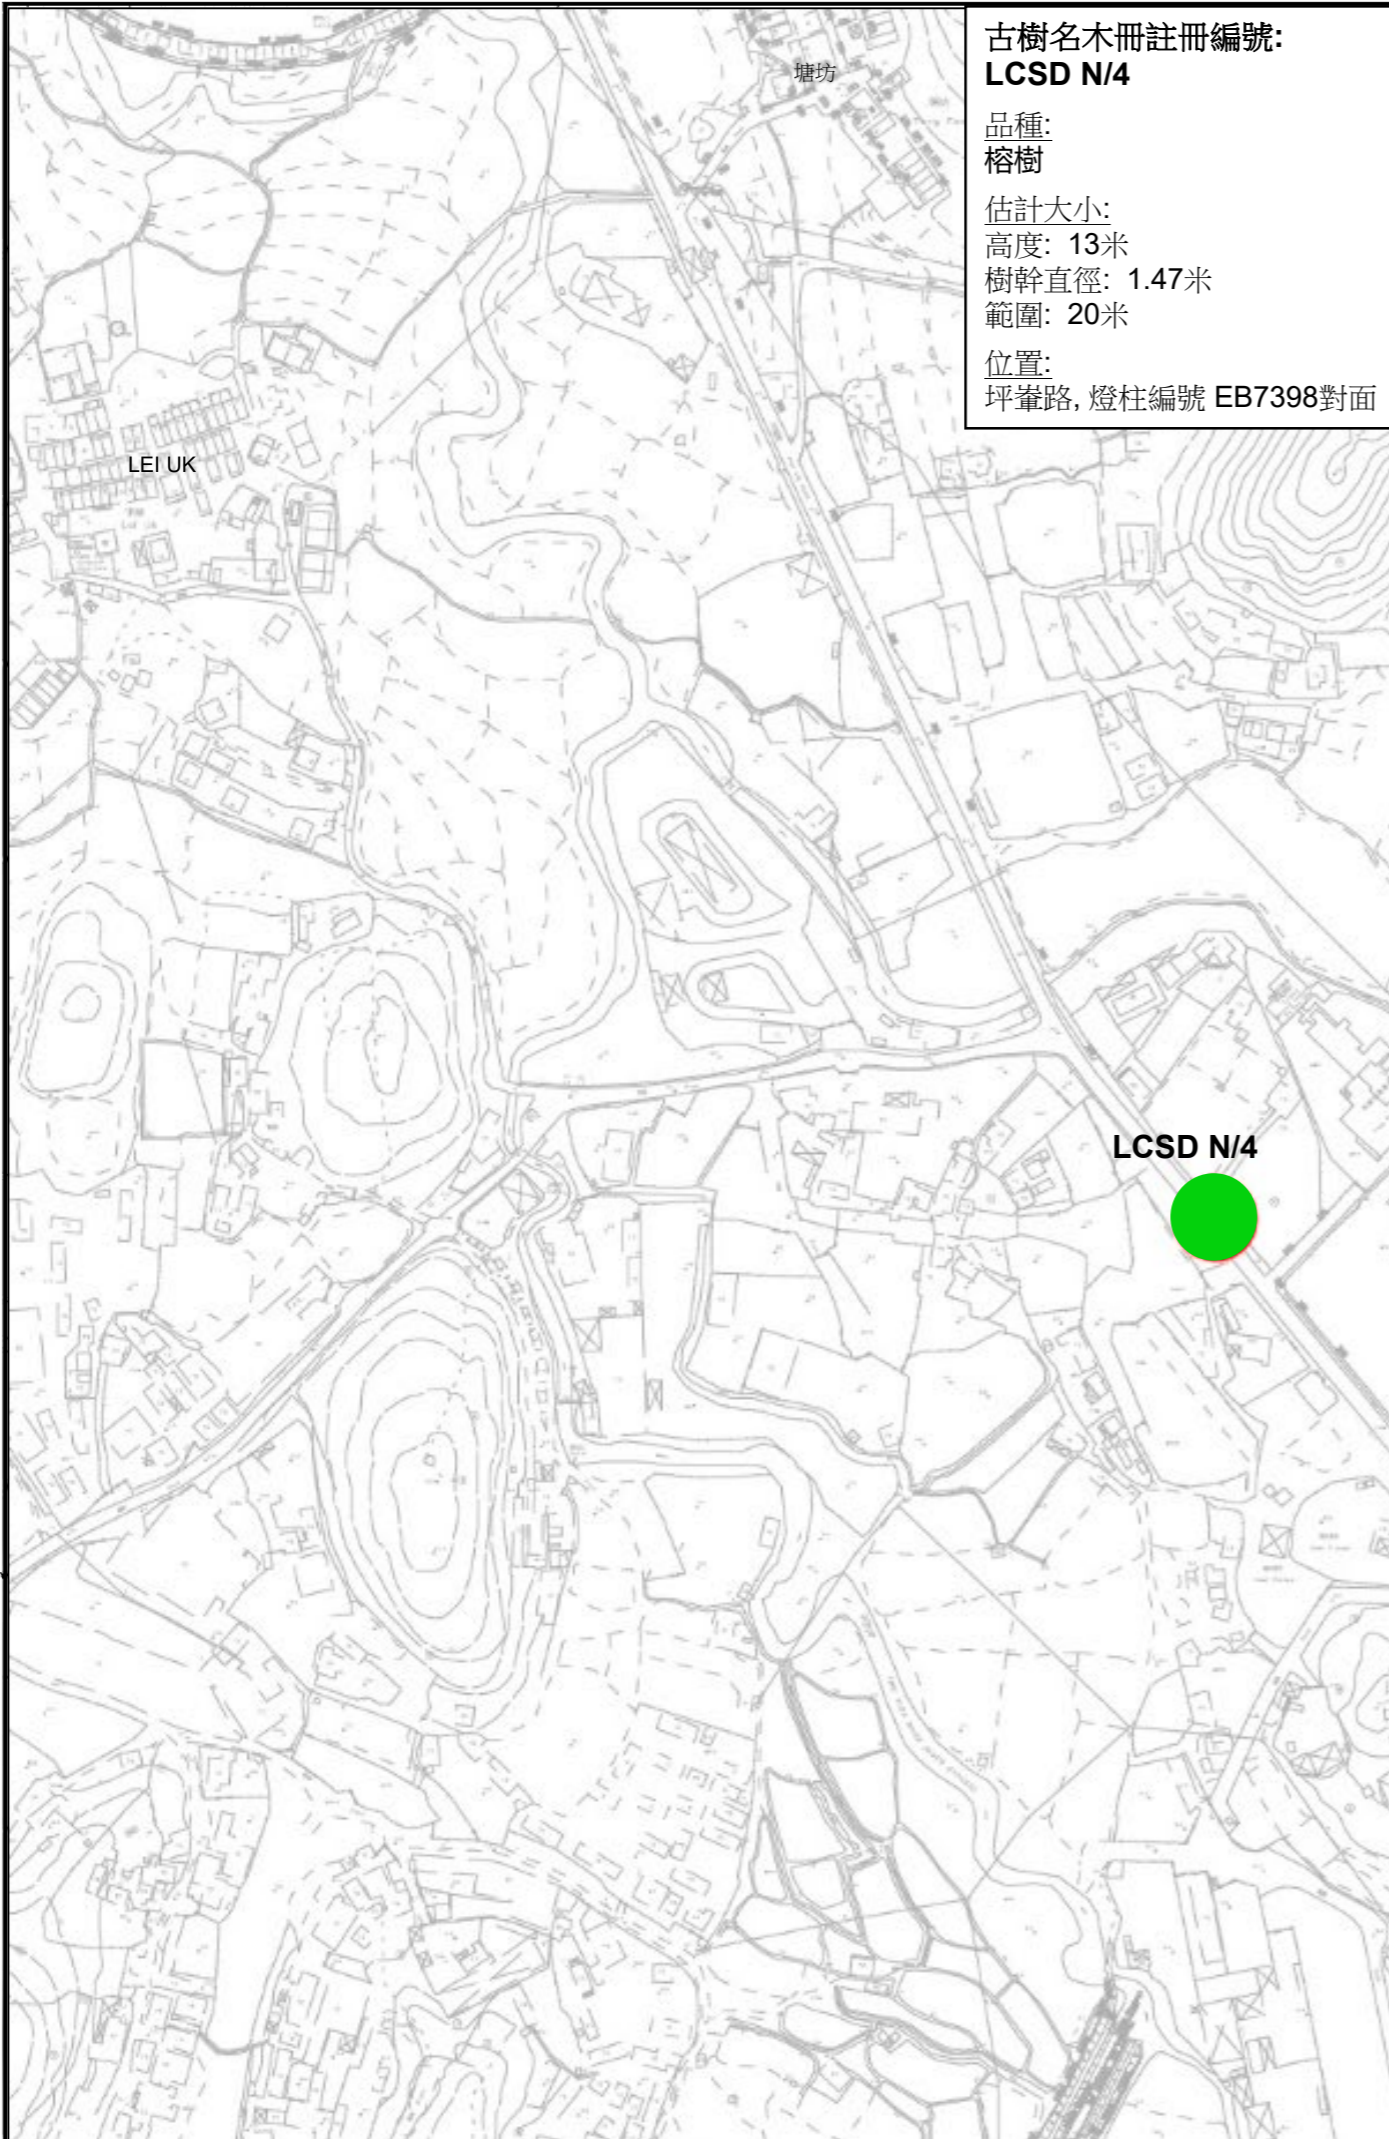 古樹名木冊註冊編號:
LCSD N/4
品種:
榕樹
估計大小:
高度: 13米
樹幹直徑: 1.47米
範圍: 20米
位置:
坪輋路, 燈柱編號 EB7398對面
塘坊
LEI UK
LCSD N/4